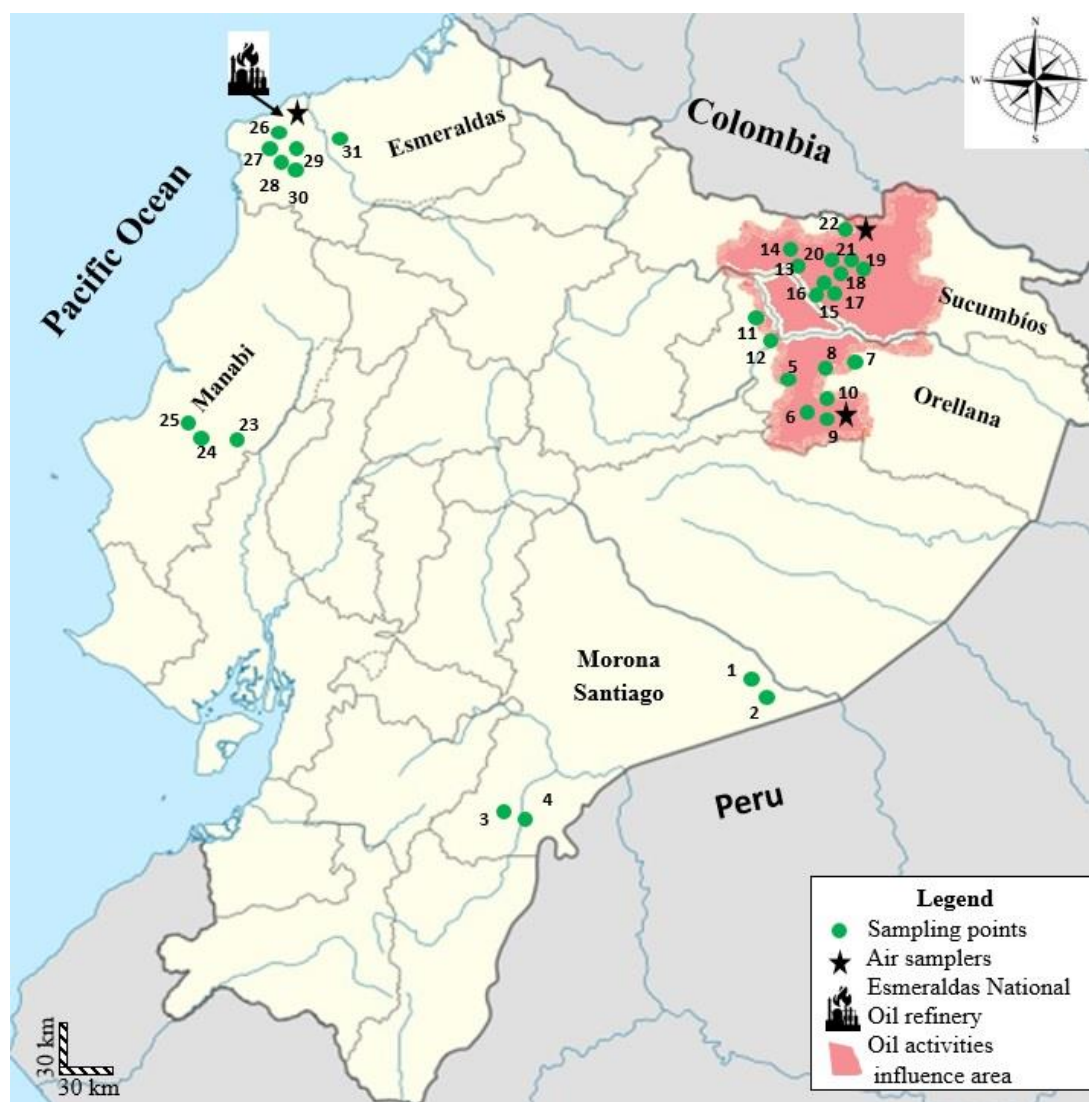 N
W
E
S
Colombia
Esmeraldas
26
27
28
29
30
31
Pacific Ocean
22
14
20
21
19
13
18
16
17
15
Sucumbíos
11
12
8
7
5
10
6
9
Orellana
Manabi
25
24
23
Morona
Santiago
1
2
3
4
Peru
Legend
Sampling points
Air samplers
Esmeraldas National
Oil refinery
Oil activities
influence area
30 km
30 km